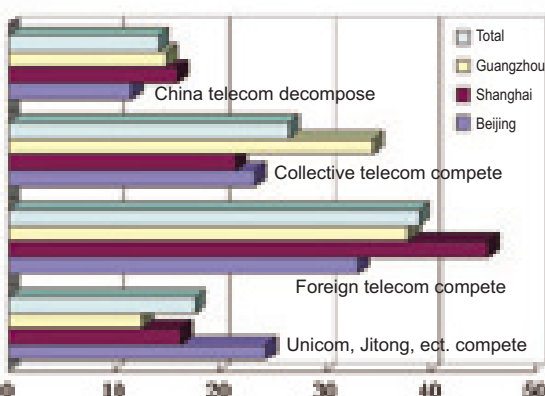 Total
Guangzhou
Shanghai
Beijing
China telecom decompose
Collective telecom compete
Foreign telecom compete
Unicom, Jitong, ect. compete
0 10 20 30 40 50